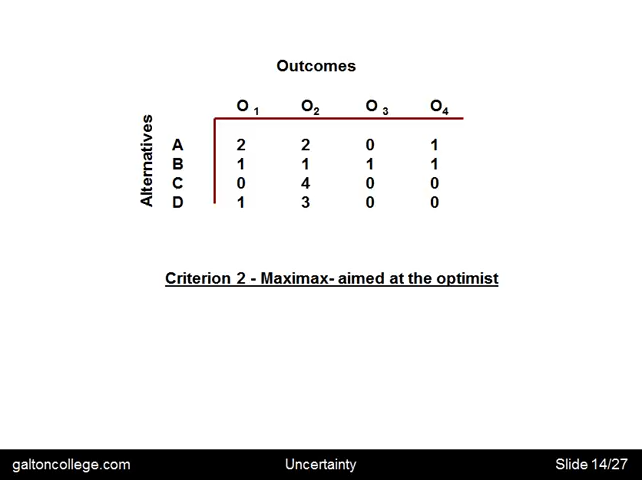 Outcomes
O 1 O2 O 3 O4
Alternatives
A 2 2 0 1
B 1 1 1 1
C 0 4 0 0
D 1 3 0 0
Criterion 2 - Maximax- aimed at the optimist
galtoncollege.com Uncertainty Slide 14/27